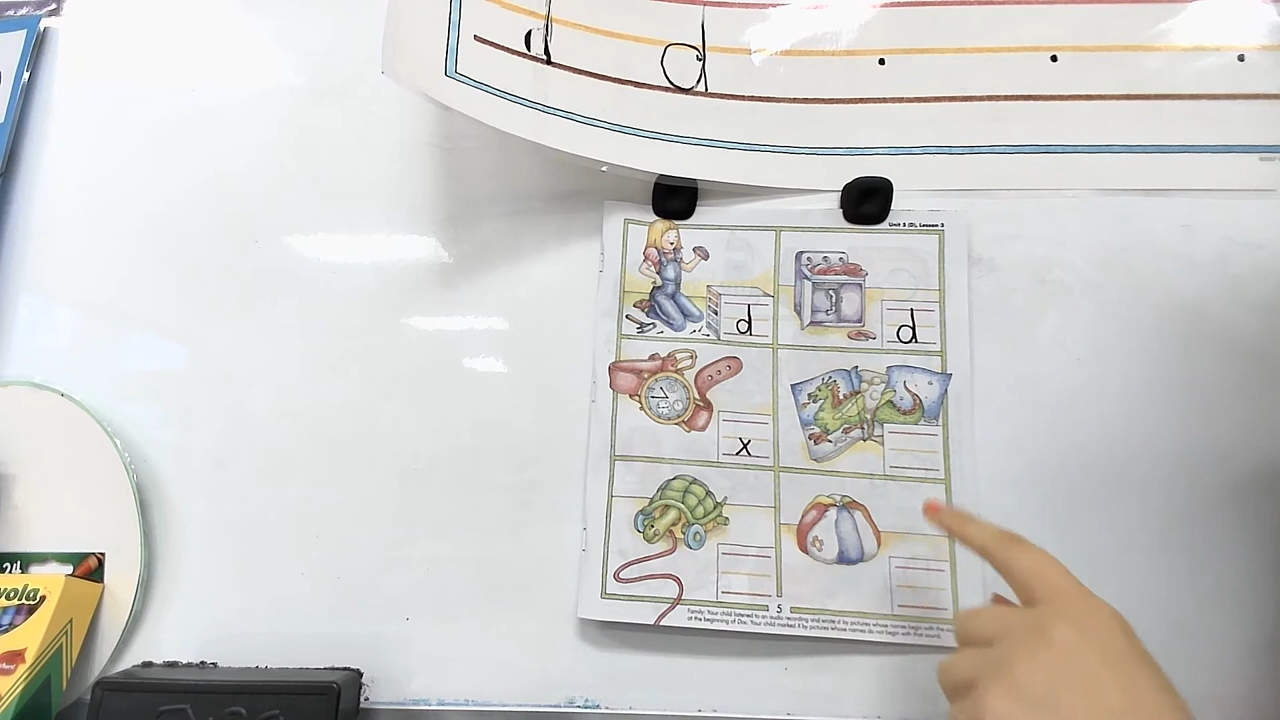 d d
Unit 5 (D), Lesson 3
d
d
x
24
5
Family: Your child listened to an audio recording and wrote d by pictures whose names begin with the
at the beginning of Doc. Your child marked X by pictures whose names do not begin with that sound.